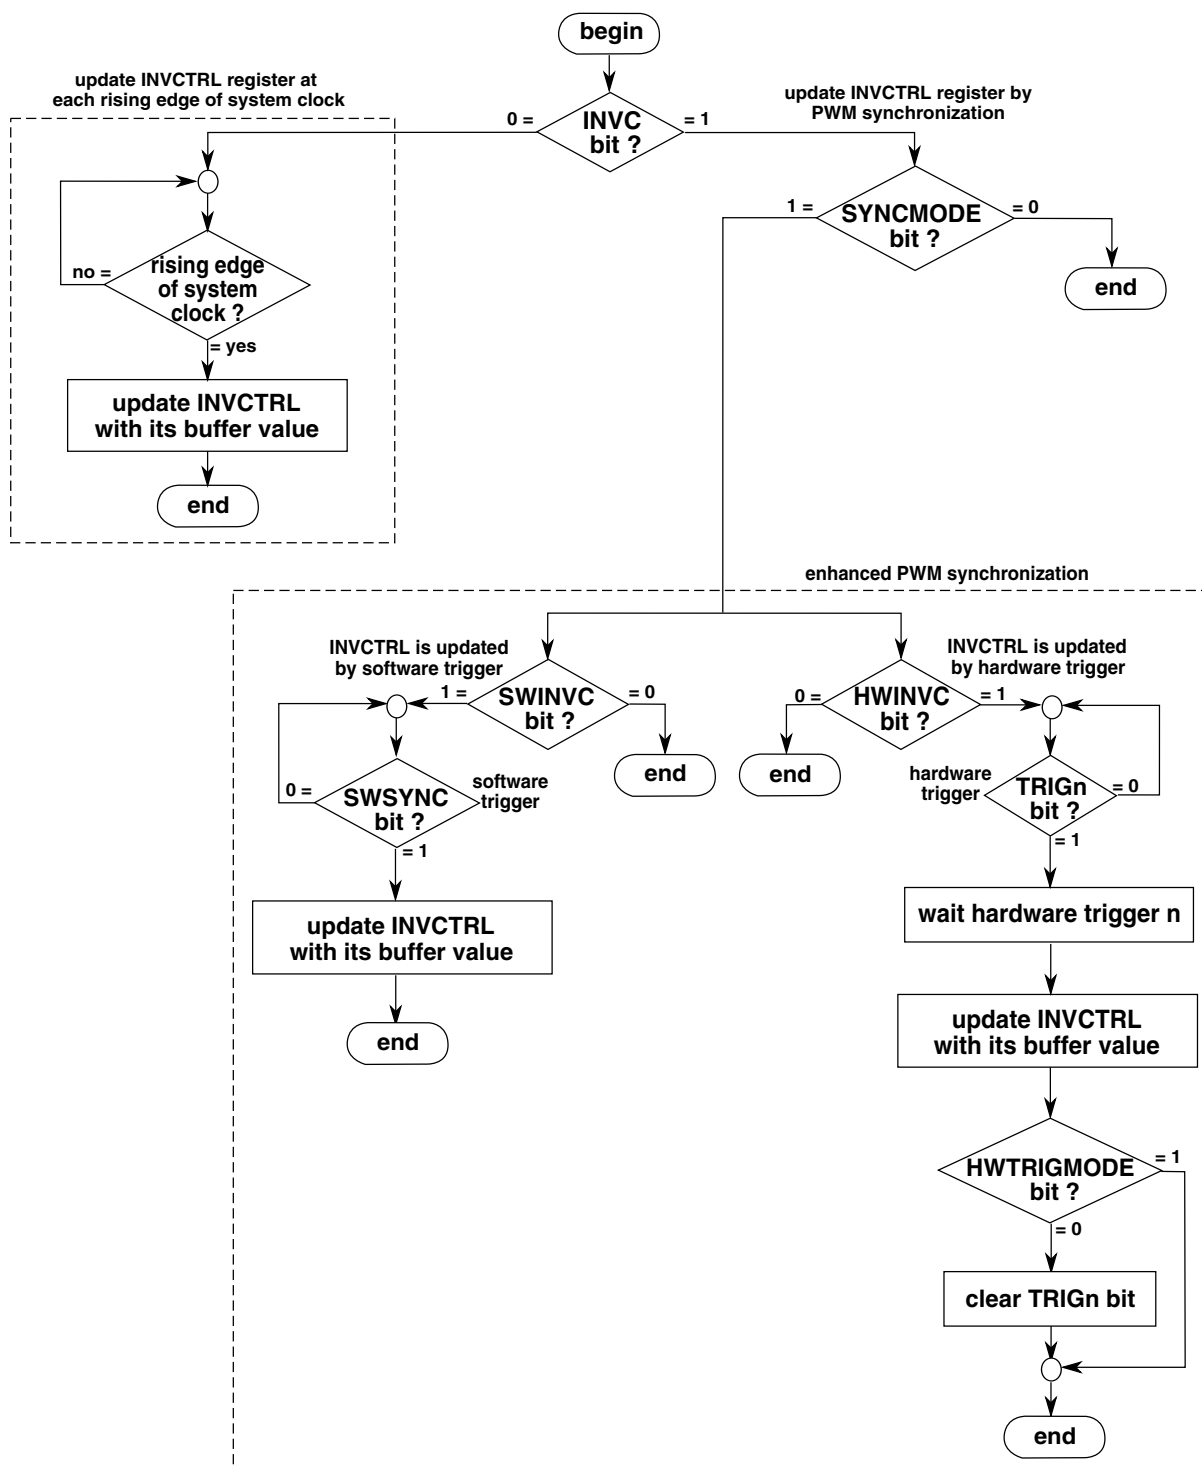 begin
update INVCTRL register at
each rising edge of system clock
update INVCTRL register by
PWM synchronization
0 =
INVC
bit ?
= 1
1 =
SYNCMODE
bit ?
= 0
end
no =
rising edge
of system
clock ?
= yes
update INVCTRL
with its buffer value
end
enhanced PWM synchronization
INVCTRL is updated
by software trigger
1 =
SWINVC
bit ?
= 0
end
INVCTRL is updated
by hardware trigger
0 =
HWINVC
bit ?
= 1
end
0 =
SWSYNC
bit ?
software
trigger
= 1
update INVCTRL
with its buffer value
end
hardware
trigger
TRIGn
bit ?
= 0
= 1
wait hardware trigger n
update INVCTRL
with its buffer value
HWTRIGMODE
bit ?
= 1
= 0
clear TRIGn bit
end